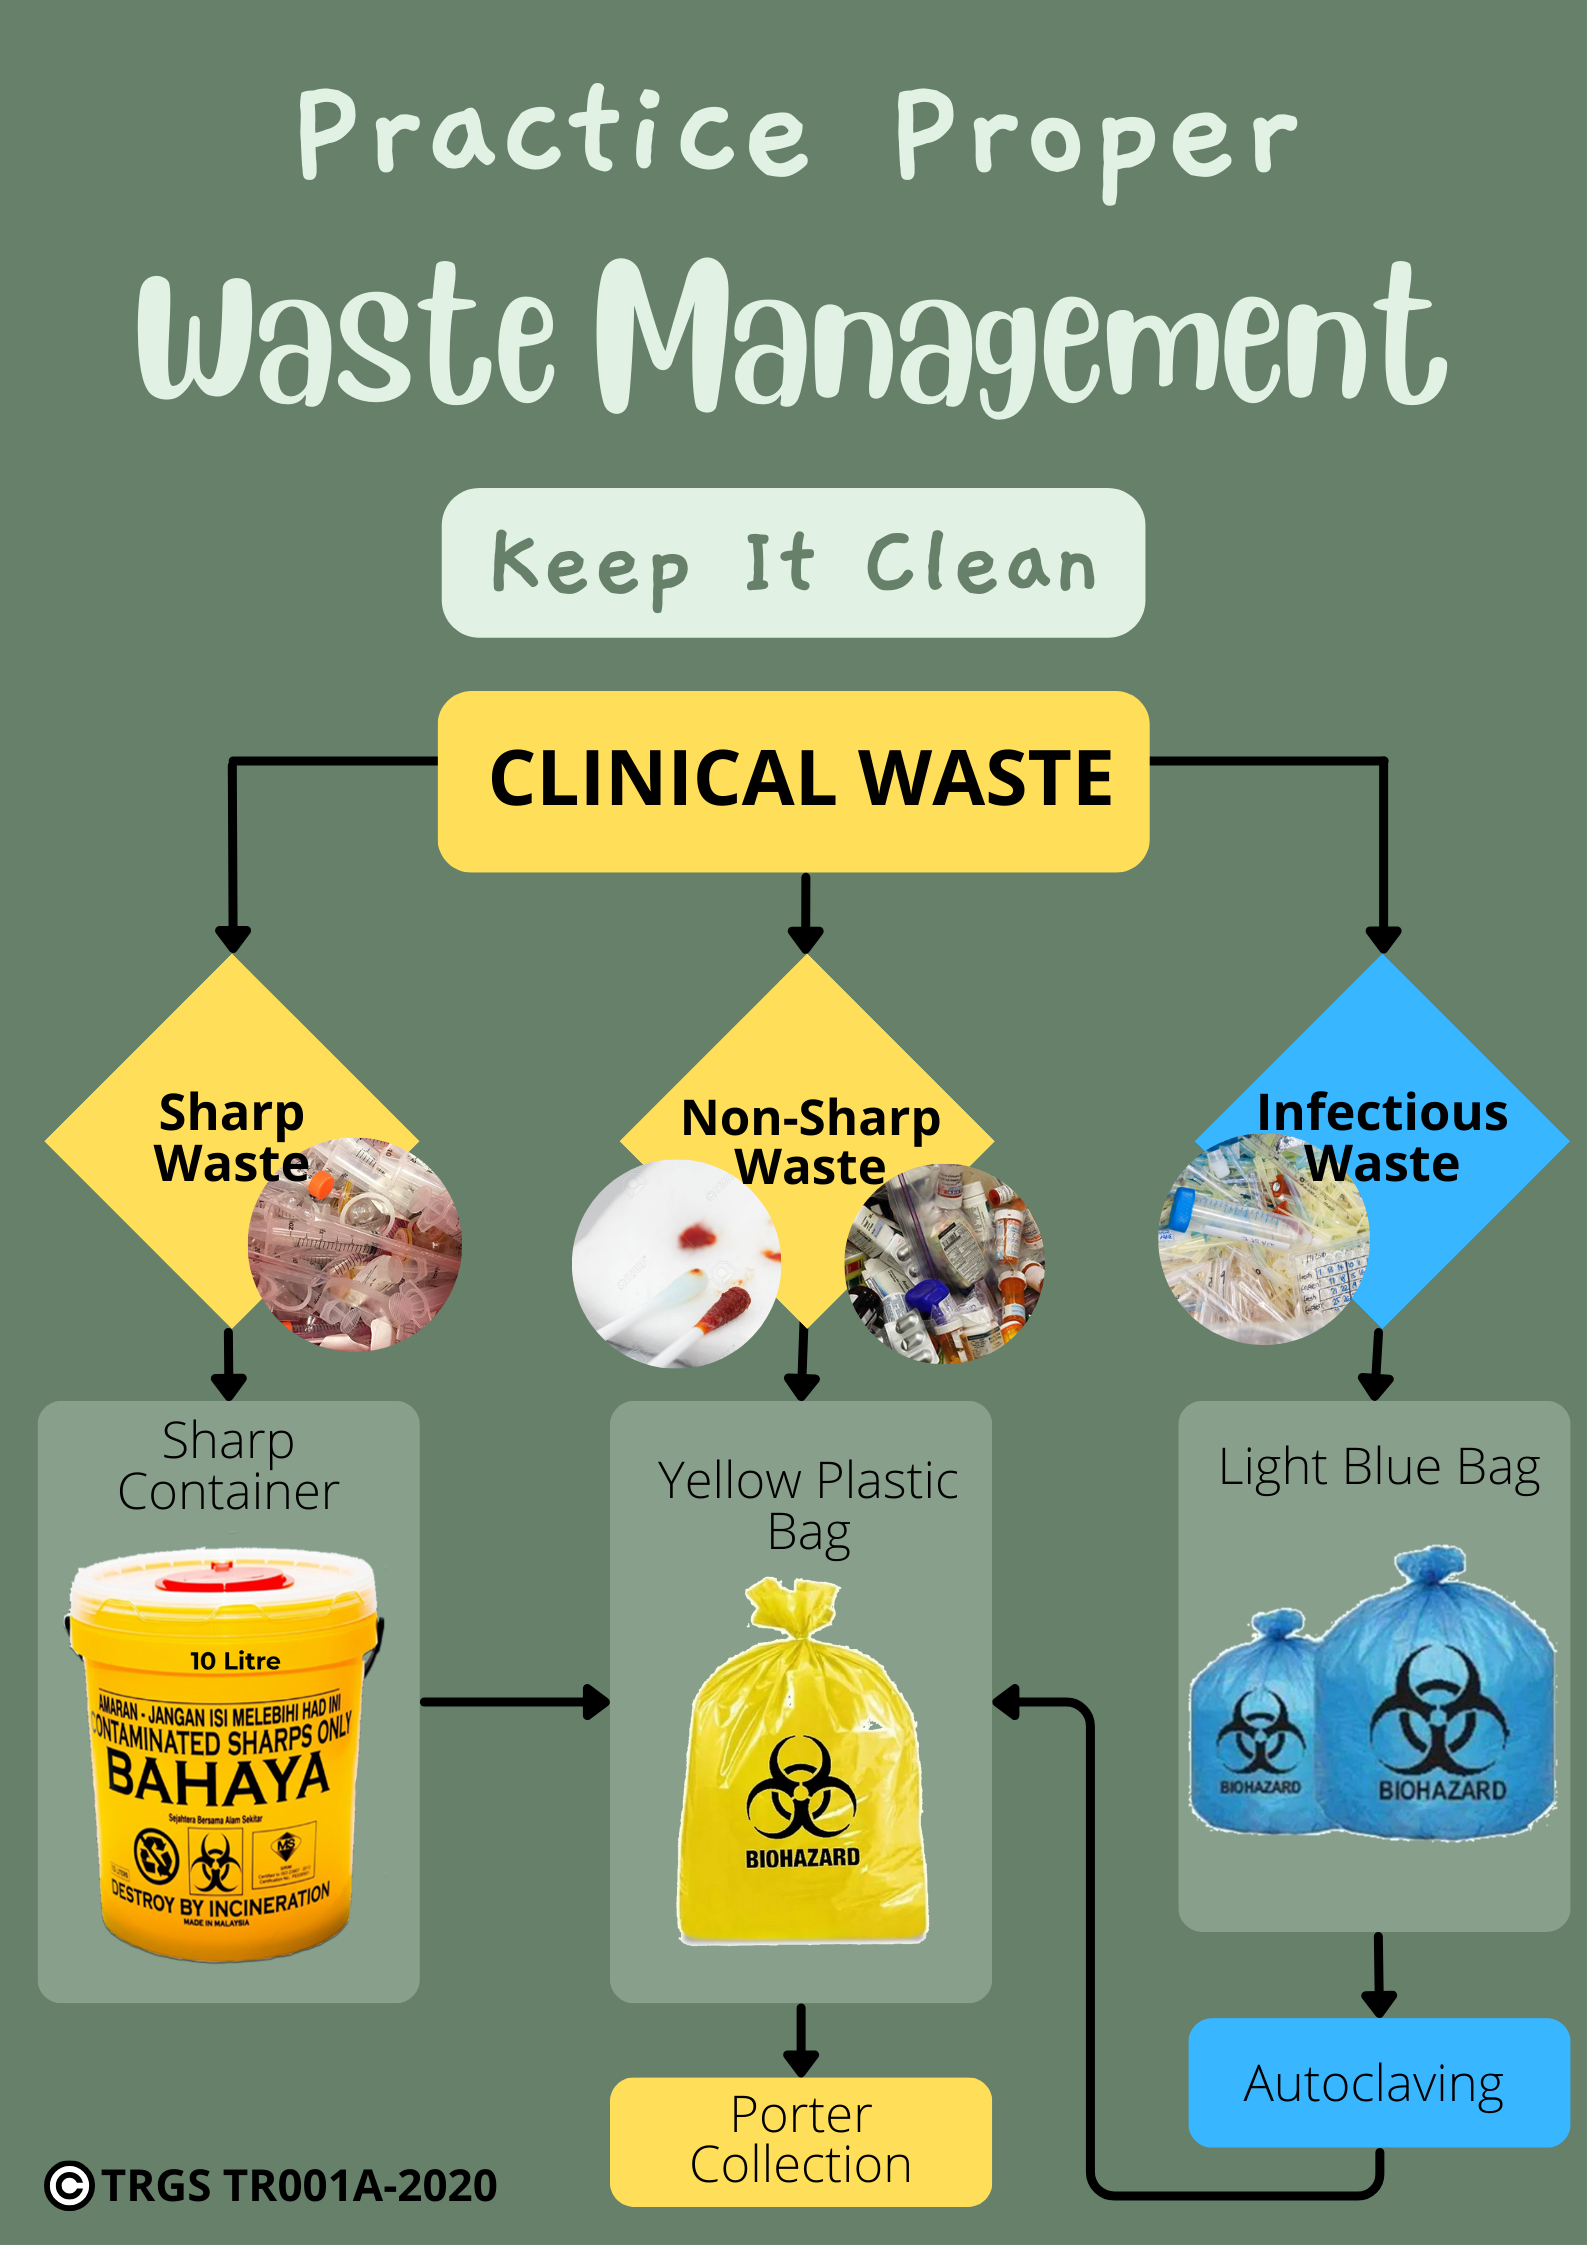 Practice Proper
Waste Management
Keep It Clean
CLINICAL WASTE
Sharp
Waste
Non-Sharp
Waste
Infectious
Waste
Sharp
Container
10 Litre
AMARAN - JANGAN ISI MELEBIHI HAD INI
CONTAMINATED SHARPS ONLY
BAHAYA
Sejahtera Bersama Alam Sekitar
MS
DESTROY BY INCINERATION
MADE IN MALAYSIA
Yellow Plastic
Bag
BIOHAZARD
Light Blue Bag
BIOHAZARD
BIOHAZARD
Autoclaving
Porter
Collection
© TRGS TR001A-2020